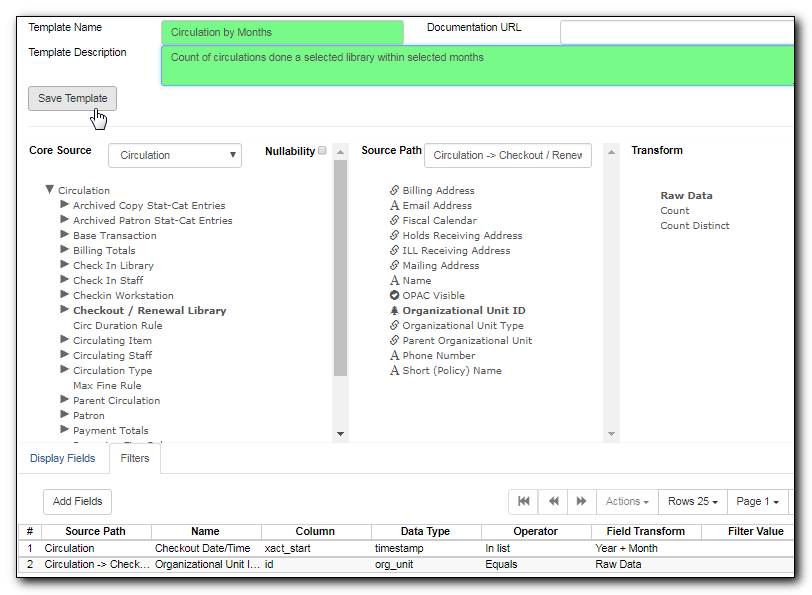 Template Name
Circulation by Months
Documentation URL
Template Description
Count of circulations done a selected library within selected months
Save Template
Core Source
Circulation
Nullability
Source Path
Circulation -> Checkout / Renew
Transform
Circulation
Archived Copy Stat-Cat Entries
Archived Patron Stat-Cat Entries
Base Transaction
Billing Totals
Check In Library
Check In Staff
Checkin Workstation
Checkout / Renewal Library
Circ Duration Rule
Circulating Item
Circulating Staff
Circulation Type
Max Fine Rule
Parent Circulation
Patron
Payment Totals
Billing Address
Email Address
Fiscal Calendar
Holds Receiving Address
ILL Receiving Address
Mailing Address
Name
OPAC Visible
Organizational Unit ID
Organizational Unit Type
Parent Organizational Unit
Phone Number
Short (Policy) Name
Raw Data
Count
Count Distinct
Display Fields
Filters
Add Fields
Actions
Rows 25
Page 1
# Source Path Name Column Data Type Operator Field Transform Filter Value
1 Circulation Checkout Date/Time xact_start timestamp In list Year + Month
2 Circulation -> Check... Organizational Unit I... id org_unit Equals Raw Data